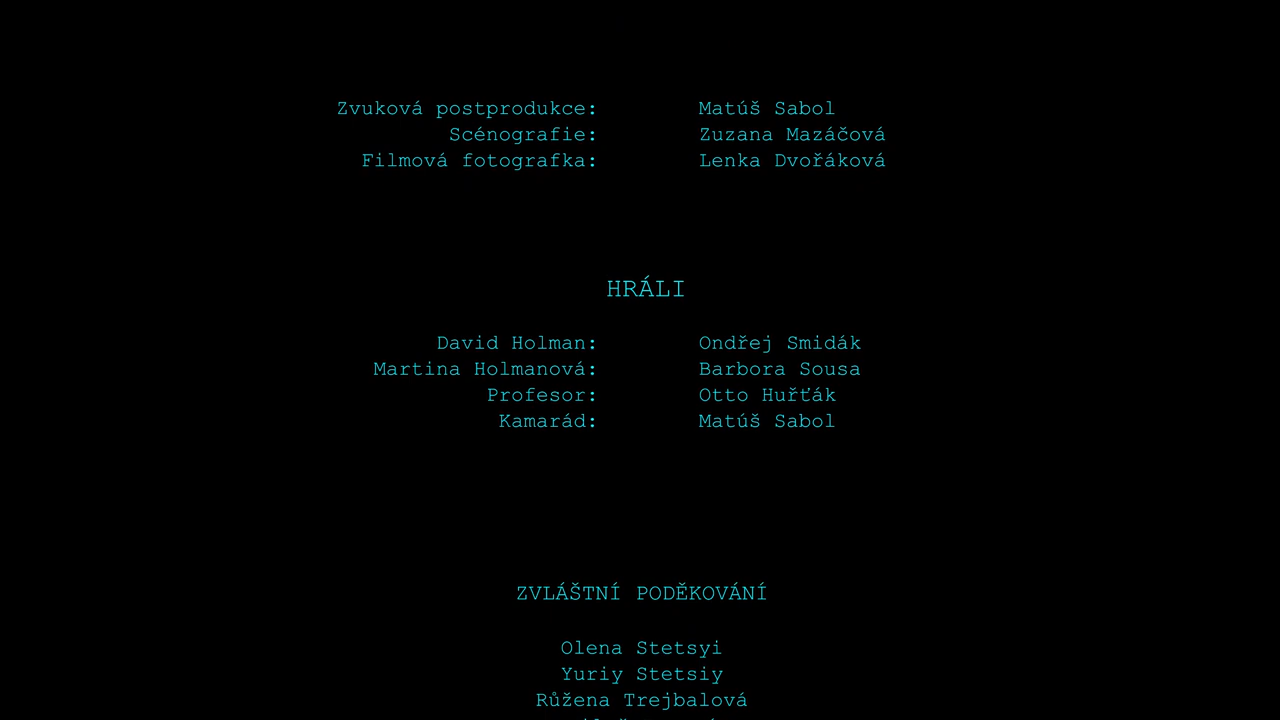 Zvuková postprodukce: Matúš Sabol
Scénografie: Zuzana Mazáčová
Filmová fotografka: Lenka Dvořáková
HRÁLI
David Holman: Ondřej Smidák
Martina Holmanová: Barbora Sousa
Profesor: Otto Huřťák
Kamarád: Matúš Sabol
ZVLÁŠTNÍ PODĚKOVÁNÍ
Olena Stetsyi
Yuriy Stetsiy
Růžena Trejbalová